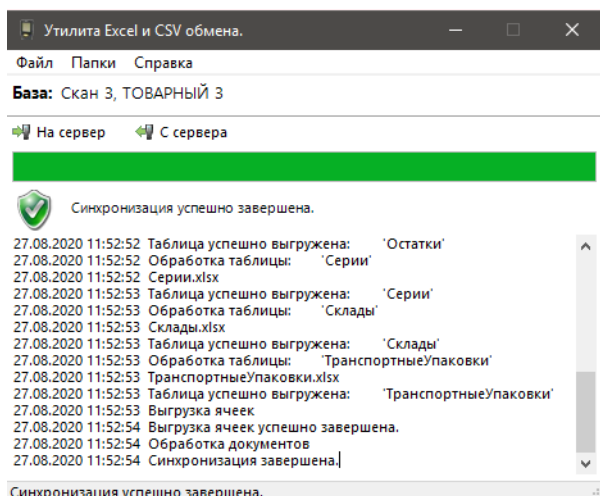 Утилита Excel и CSV обмена.
Файл Папки Справка
База: Скан 3, ТОВАРНЫЙ 3
На сервер С сервера
Синхронизация успешно завершена.
27.08.2020 11:52:52 Таблица успешно выгружена: 'Остатки'
27.08.2020 11:52:52 Обработка таблицы: 'Серии'
27.08.2020 11:52:52 Серии.xlsx
27.08.2020 11:52:53 Таблица успешно выгружена: 'Серии'
27.08.2020 11:52:53 Обработка таблицы: 'Склады'
27.08.2020 11:52:53 Склады.xlsx
27.08.2020 11:52:53 Таблица успешно выгружена: 'Склады'
27.08.2020 11:52:53 Обработка таблицы: 'ТранспортныеУпаковки'
27.08.2020 11:52:53 ТранспортныеУпаковки.xlsx
27.08.2020 11:52:53 Таблица успешно выгружена: 'ТранспортныеУпаковки'
27.08.2020 11:52:53 Выгрузка ячеек
27.08.2020 11:52:54 Выгрузка ячеек успешно завершена.
27.08.2020 11:52:54 Обработка документов
27.08.2020 11:52:54 Синхронизация завершена.
Синхронизация успешно завершена.